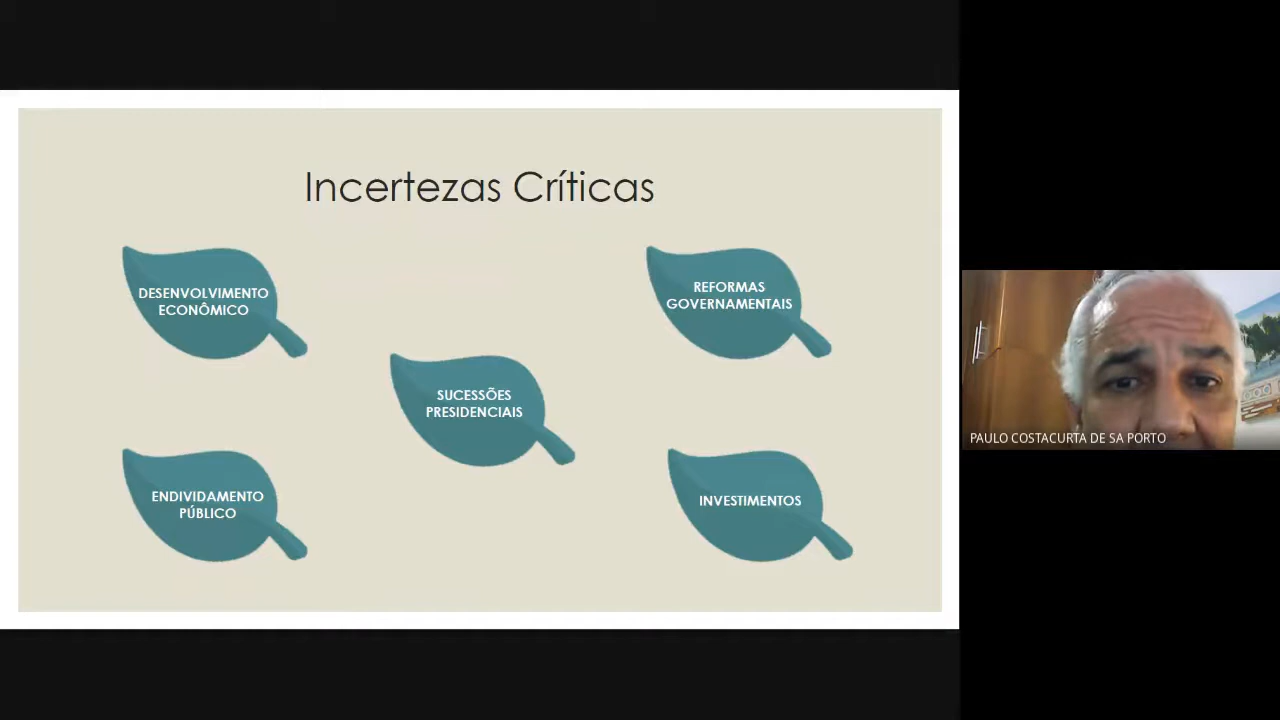 Incertezas Críticas
DESENVOLVIMENTO
ECONÔMICO
REFORMAS
GOVERNAMENTAIS
SUCESSÕES
PRESIDENCIAIS
ENDIVIDAMENTO
PÚBLICO
INVESTIMENTOS
PAULO COSTACURTA DE SA PORTO